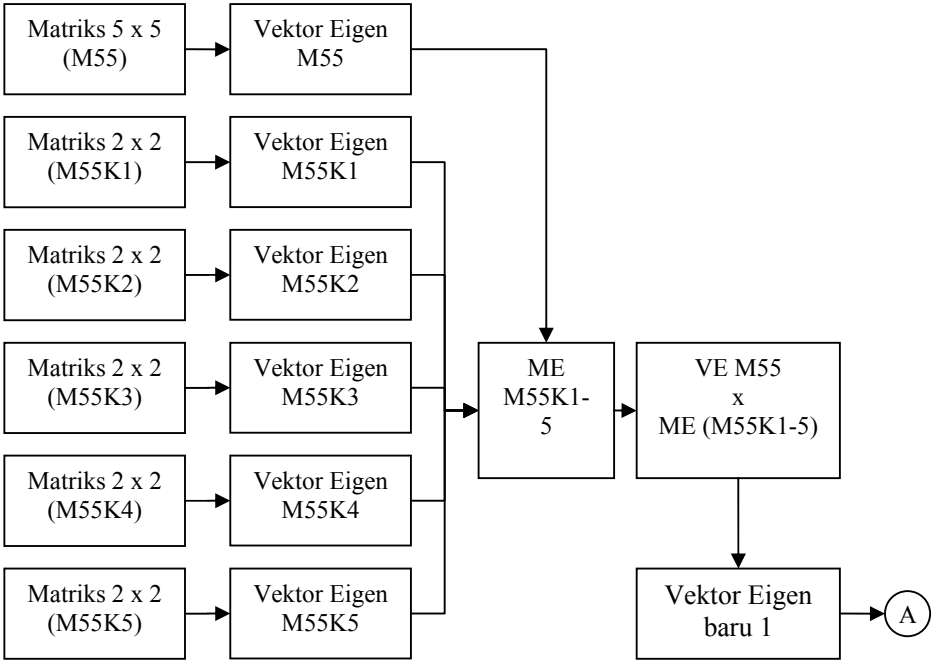 Matriks 5 x 5
(M55)
Vektor Eigen
M55
Matriks 2 x 2
(M55K1)
Vektor Eigen
M55K1
Matriks 2 x 2
(M55K2)
Vektor Eigen
M55K2
Matriks 2 x 2
(M55K3)
Vektor Eigen
M55K3
Matriks 2 x 2
(M55K4)
Vektor Eigen
M55K4
Matriks 2 x 2
(M55K5)
Vektor Eigen
M55K5
ME
M55K1-
5
VE M55
x
ME (M55K1-5)
Vektor Eigen
baru 1
A